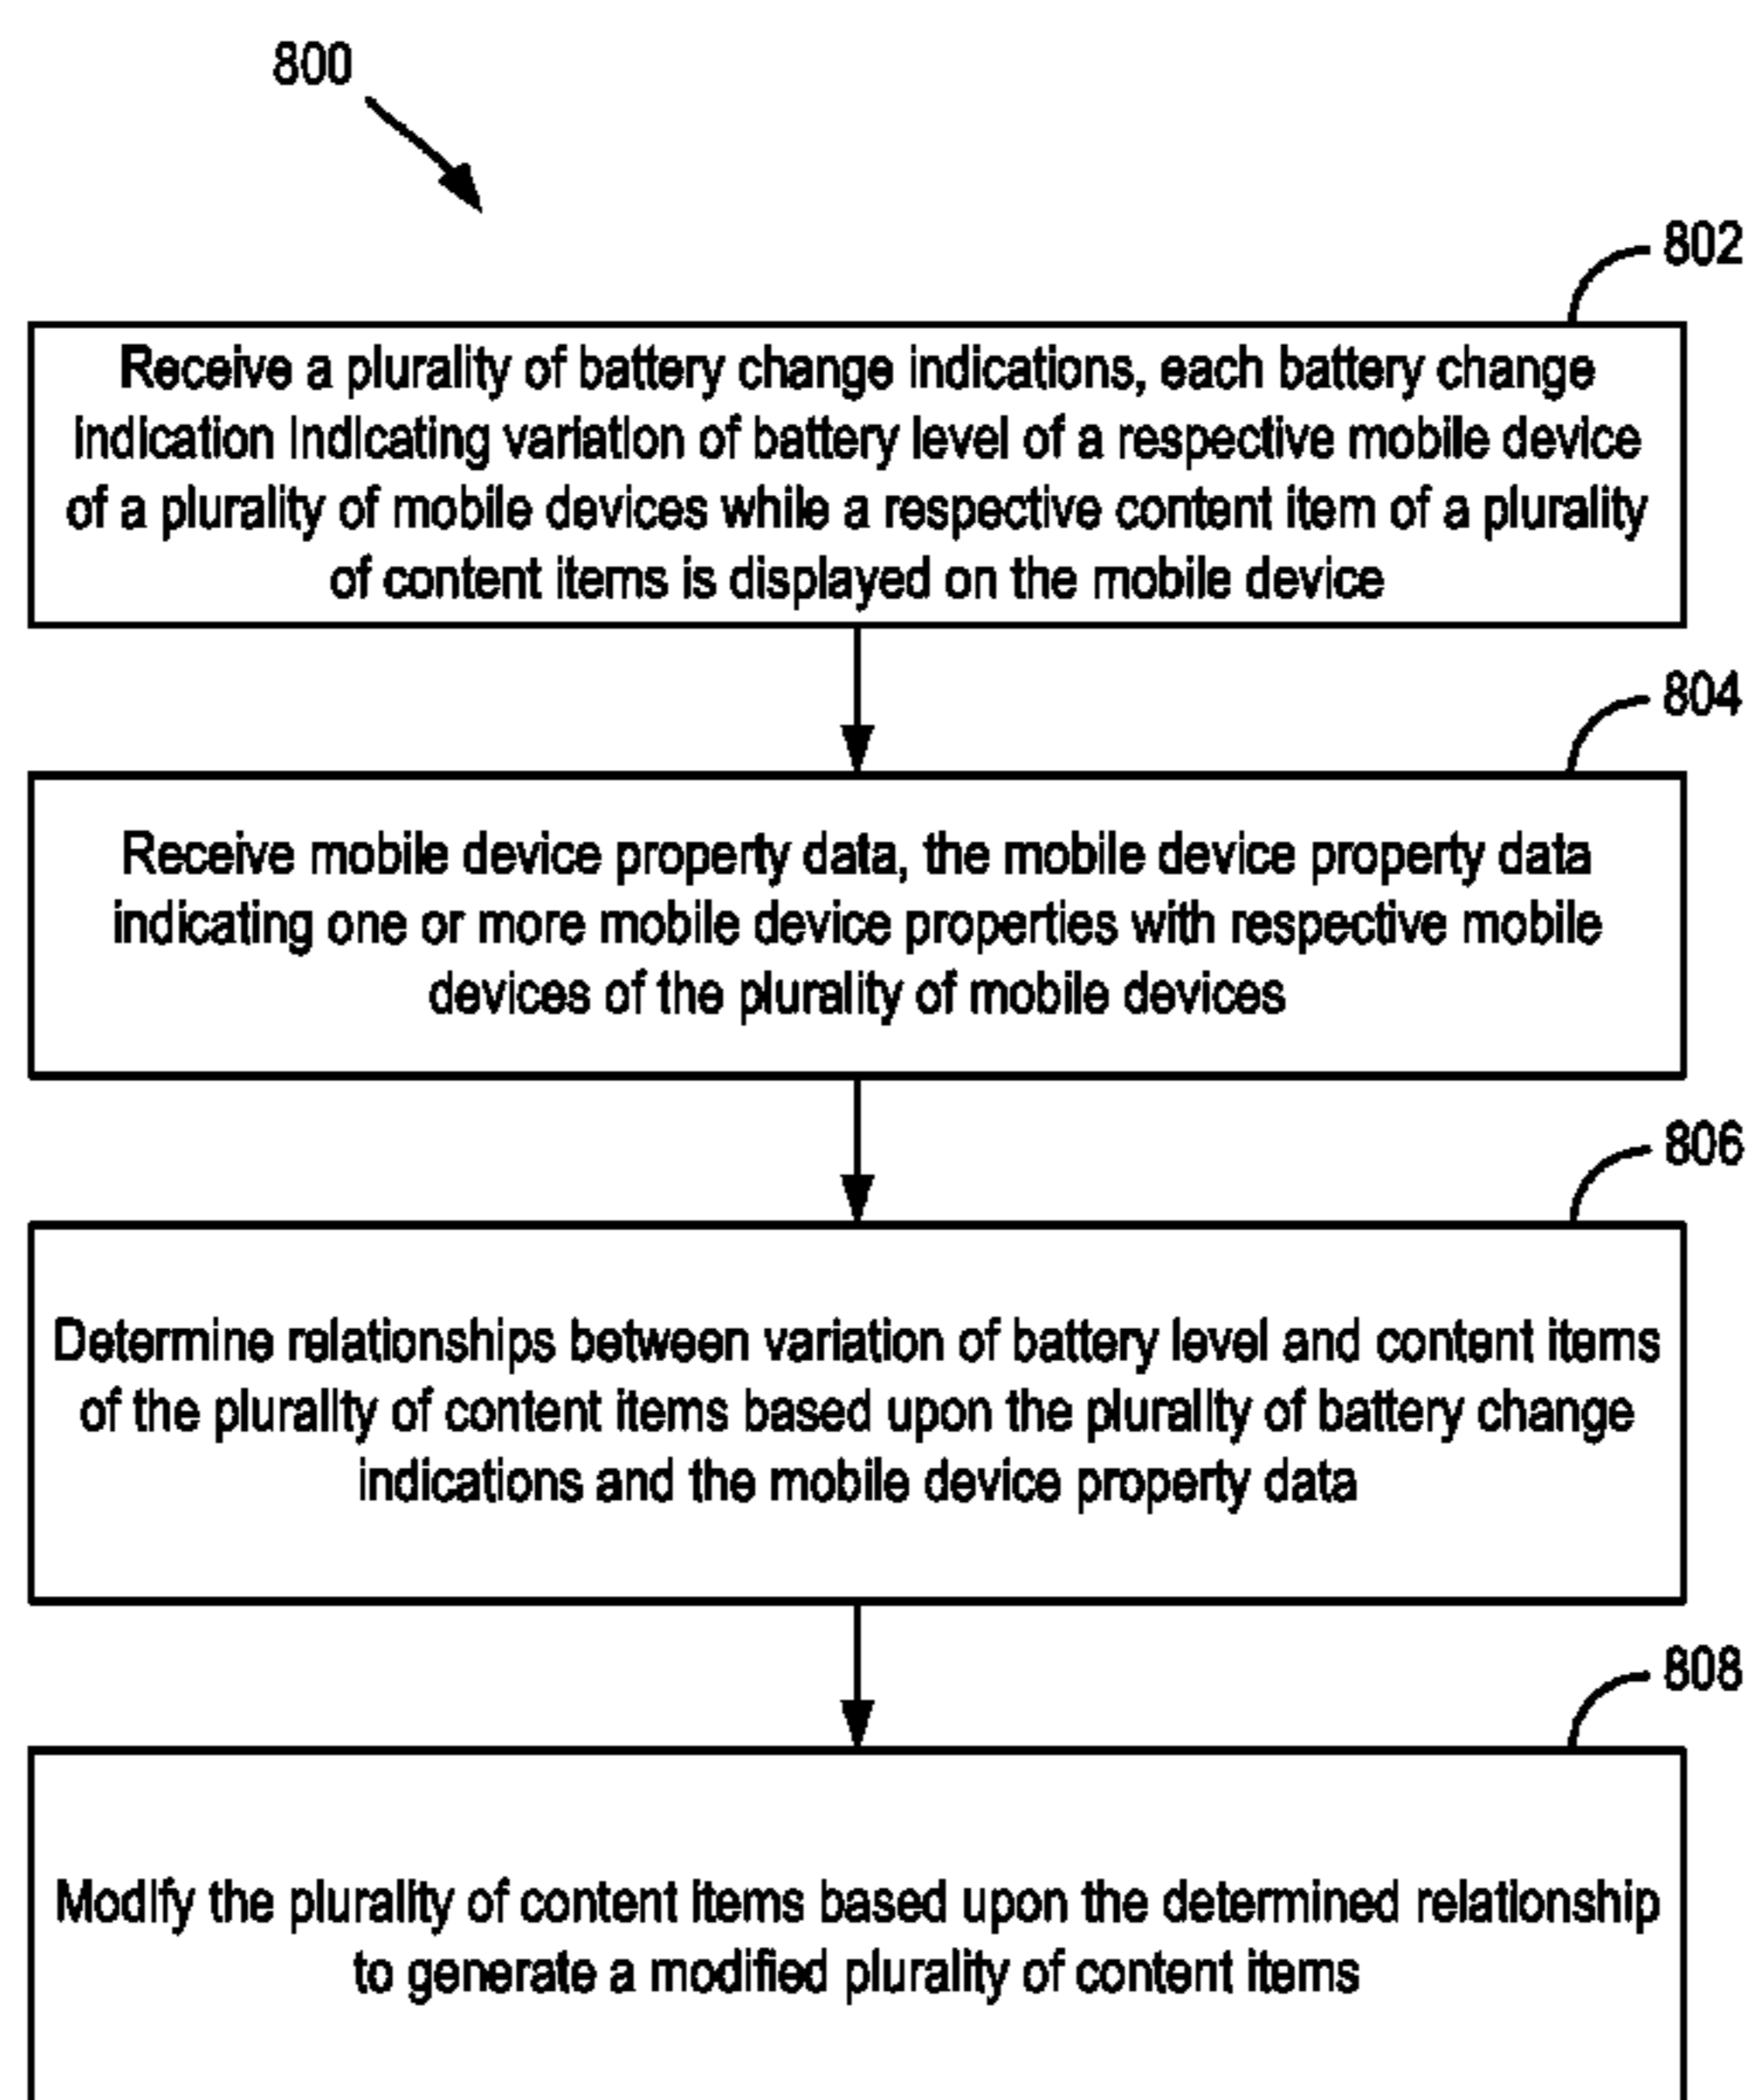 800
802
Receive a plurality of battery change indications, each battery change
indication indicating variation of battery level of a respective mobile device
of a plurality of mobile devices while a respective content item of a plurality
of content items is displayed on the mobile device
804
Receive mobile device property data, the mobile device property data
indicating one or more mobile device properties with respective mobile
devices of the plurality of mobile devices
806
Determine relationships between variation of battery level and content items
of the plurality of content items based upon the plurality of battery change
indications and the mobile device property data
808
Modify the plurality of content items based upon the determined relationship
to generate a modified plurality of content items